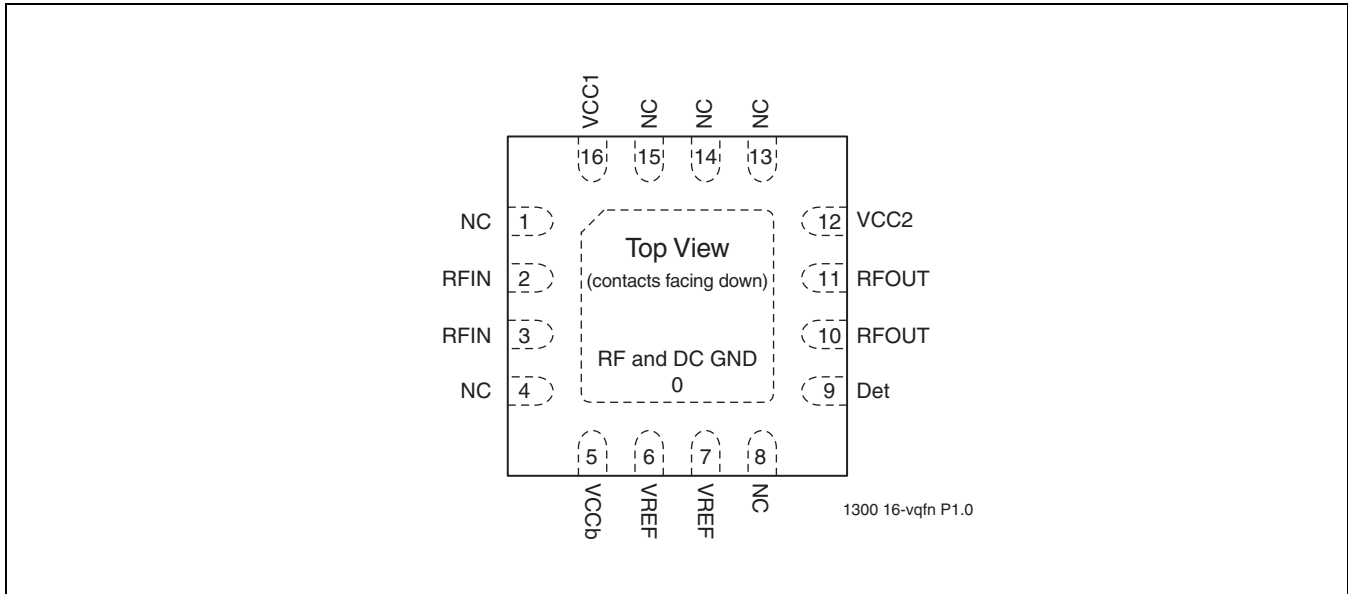 VCC1
NC
NC
NC
16
15
14
13
NC 1
RFIN 2
RFIN 3
NC 4
Top View
(contacts facing down)
RF and DC GND
0
12 VCC2
11 RFOUT
10 RFOUT
9 Det
5
6
7
8
VCCb
VREF
VREF
NC
1300 16-vqfn P1.0